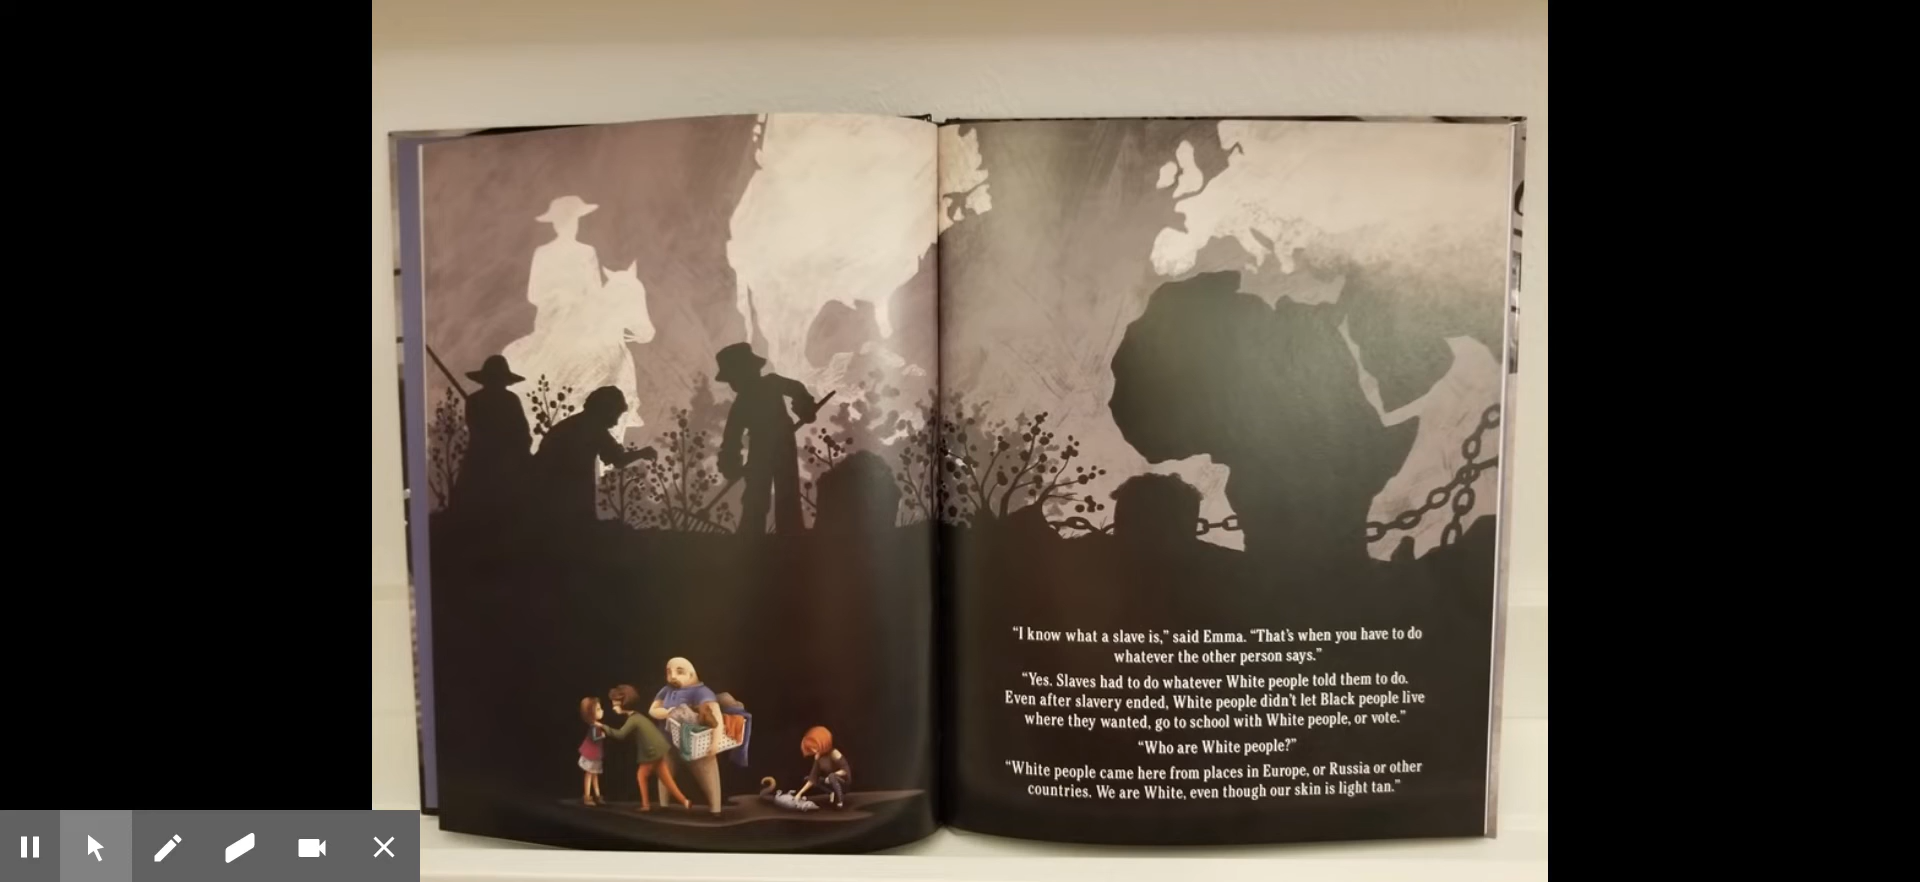 “I know what a slave is,” said Emma. “That’s when you have to do
whatever the other person says.”
“Yes. Slaves had to do whatever White people told them to do.
Even after slavery ended, White people didn’t let Black people live
where they wanted, go to school with White people, or vote.”
“Who are White people?”
“White people came here from places in Europe, or Russia or other
countries. We are White, even though our skin is light tan.”